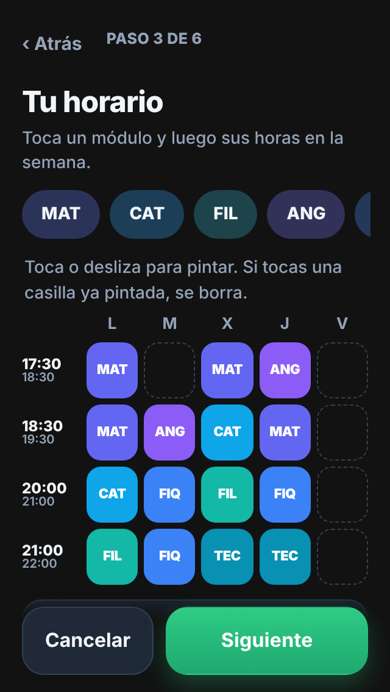 ‹ Atrás PASO 3 DE 6
Tu horario
Toca un módulo y luego sus horas en la
semana.
MAT CAT FIL ANG
Toca o desliza para pintar. Si tocas una
casilla ya pintada, se borra.
L M X J V
17:30 MAT MAT ANG
18:30
18:30 MAT ANG CAT MAT
19:30
20:00 CAT FIQ FIL FIQ
21:00
21:00 FIL FIQ TEC TEC
22:00
Cancelar Siguiente